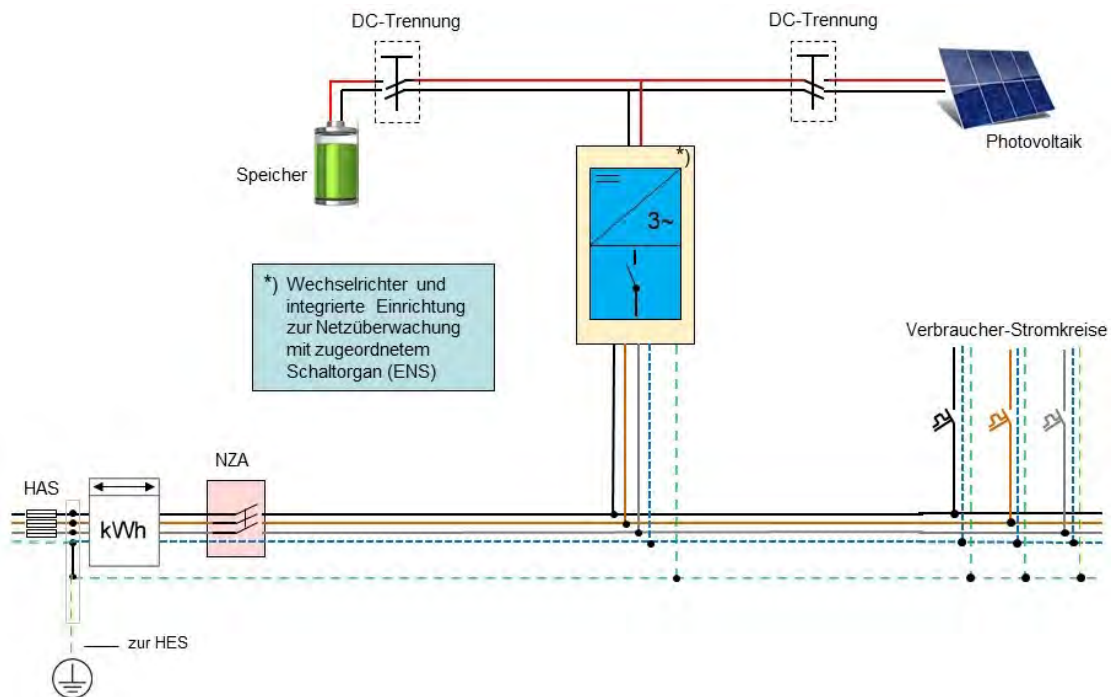 DC-Trennung
DC-Trennung
Speicher
Photovoltaik
*)
3~
*) Wechselrichter und
integrierte Einrichtung
zur Netzüberwachung
mit zugeordnetem
Schaltorgan (ENS)
Verbraucher-Stromkreise
NZA
HAS
kWh
zur HES